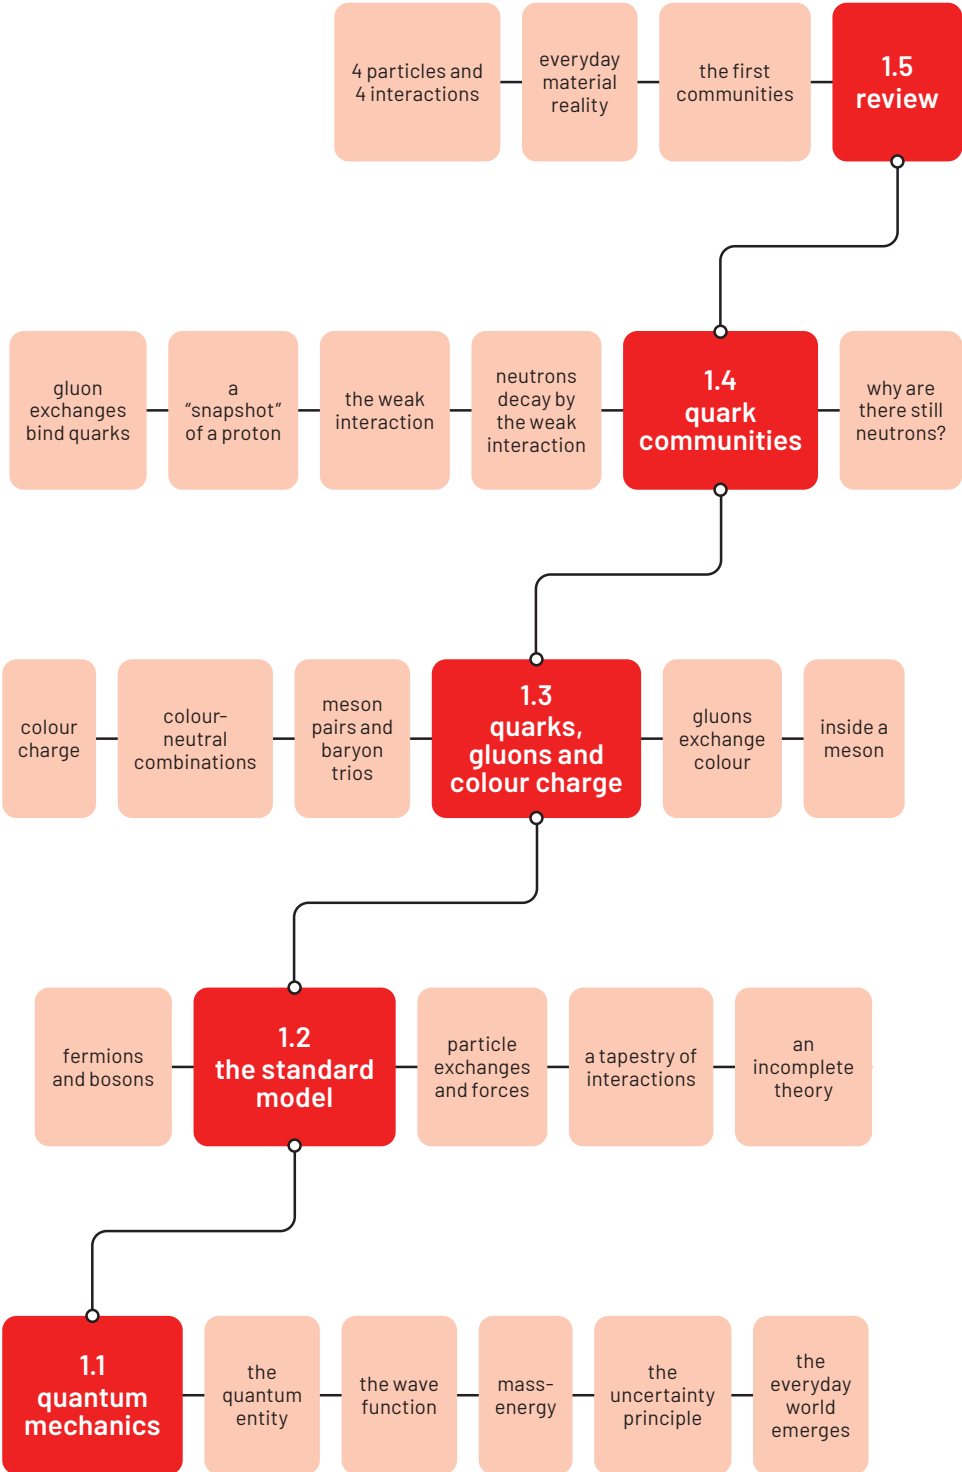 4 particles and
4 interactions
everyday
material
reality
the first
communities
1.5
review
gluon
exchanges
bind quarks
a
“snapshot”
of a proton
the weak
interaction
neutrons
decay by
the weak
interaction
1.4
quark
communities
why are
there still
neutrons?
colour
charge
colour-
neutral
combinations
meson
pairs and
baryon
trios
1.3
quarks,
gluons and
colour charge
gluons
exchange
colour
inside a
meson
fermions
and bosons
1.2
the standard
model
particle
exchanges
and forces
a tapestry of
interactions
an
incomplete
theory
1.1
quantum
mechanics
the
quantum
entity
the wave
function
mass-
energy
the
uncertainty
principle
the
everyday
world
emerges